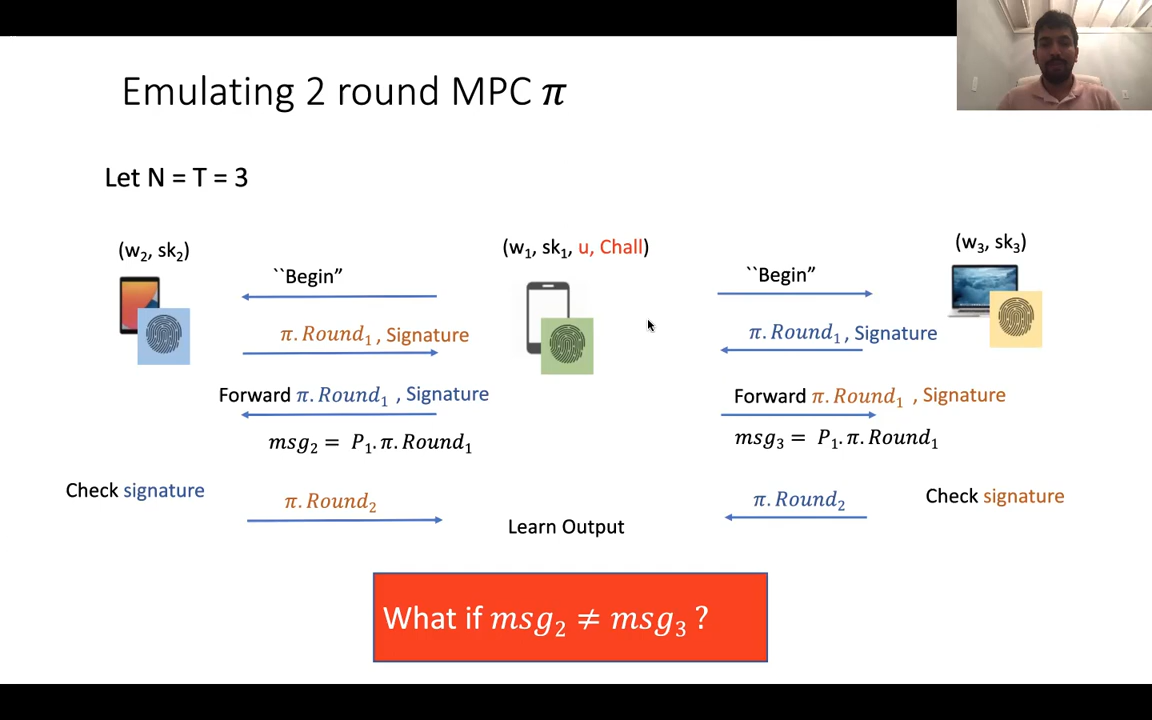 Emulating 2 round MPC π
Let N = T = 3
(w₂, sk₂)
(w₁, sk₁, u, Chall)
(w₃, sk₃)
``Begin”
``Begin”
π.Round₁ , Signature
π.Round₁ , Signature
Forward π.Round₁ , Signature
Forward π.Round₁ , Signature
msg₂ = P₁.π.Round₁
msg₃ = P₁.π.Round₁
Check signature
π.Round₂
π.Round₂
Check signature
Learn Output
What if msg₂ ≠ msg₃ ?